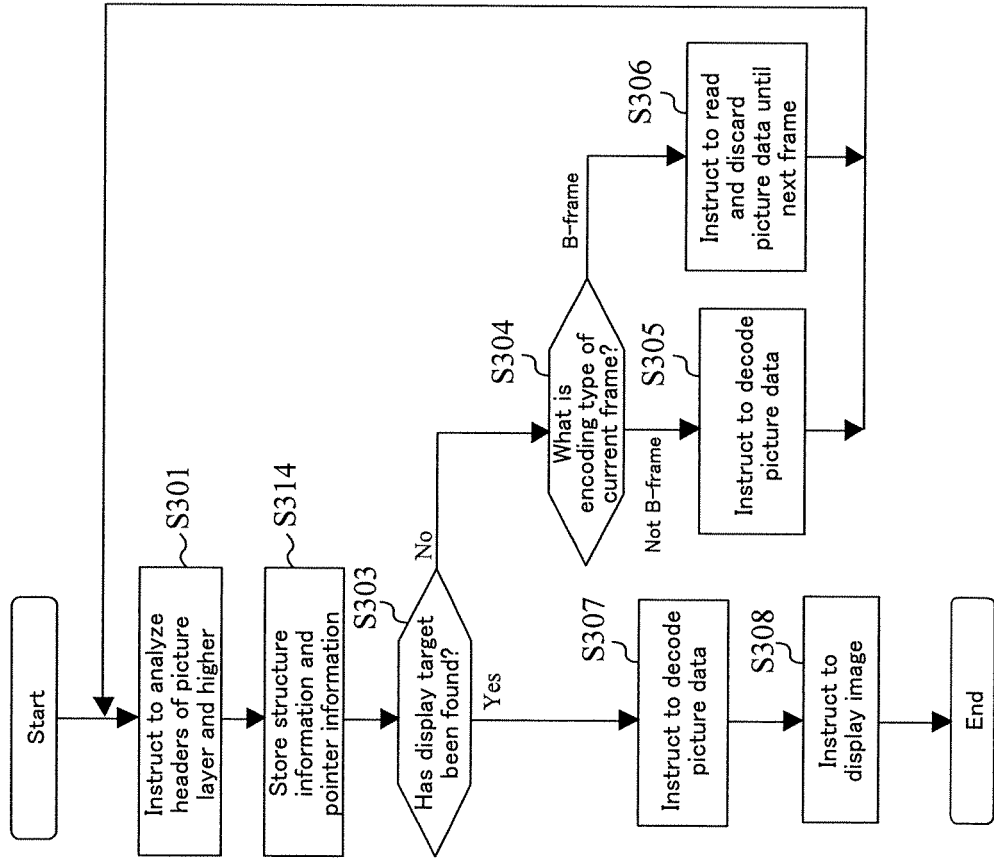 Start
S301
Instruct to analyze
headers of picture
layer and higher
S314
Store structure
information and
pointer information
S303
Has display target
been found?
No
Yes
S304
What is
encoding type of
current frame?
B-frame
Not B-frame
S306
Instruct to read
and discard
picture data until
next frame
S305
Instruct to decode
picture data
S307
Instruct to decode
picture data
S308
Instruct to
display image
End